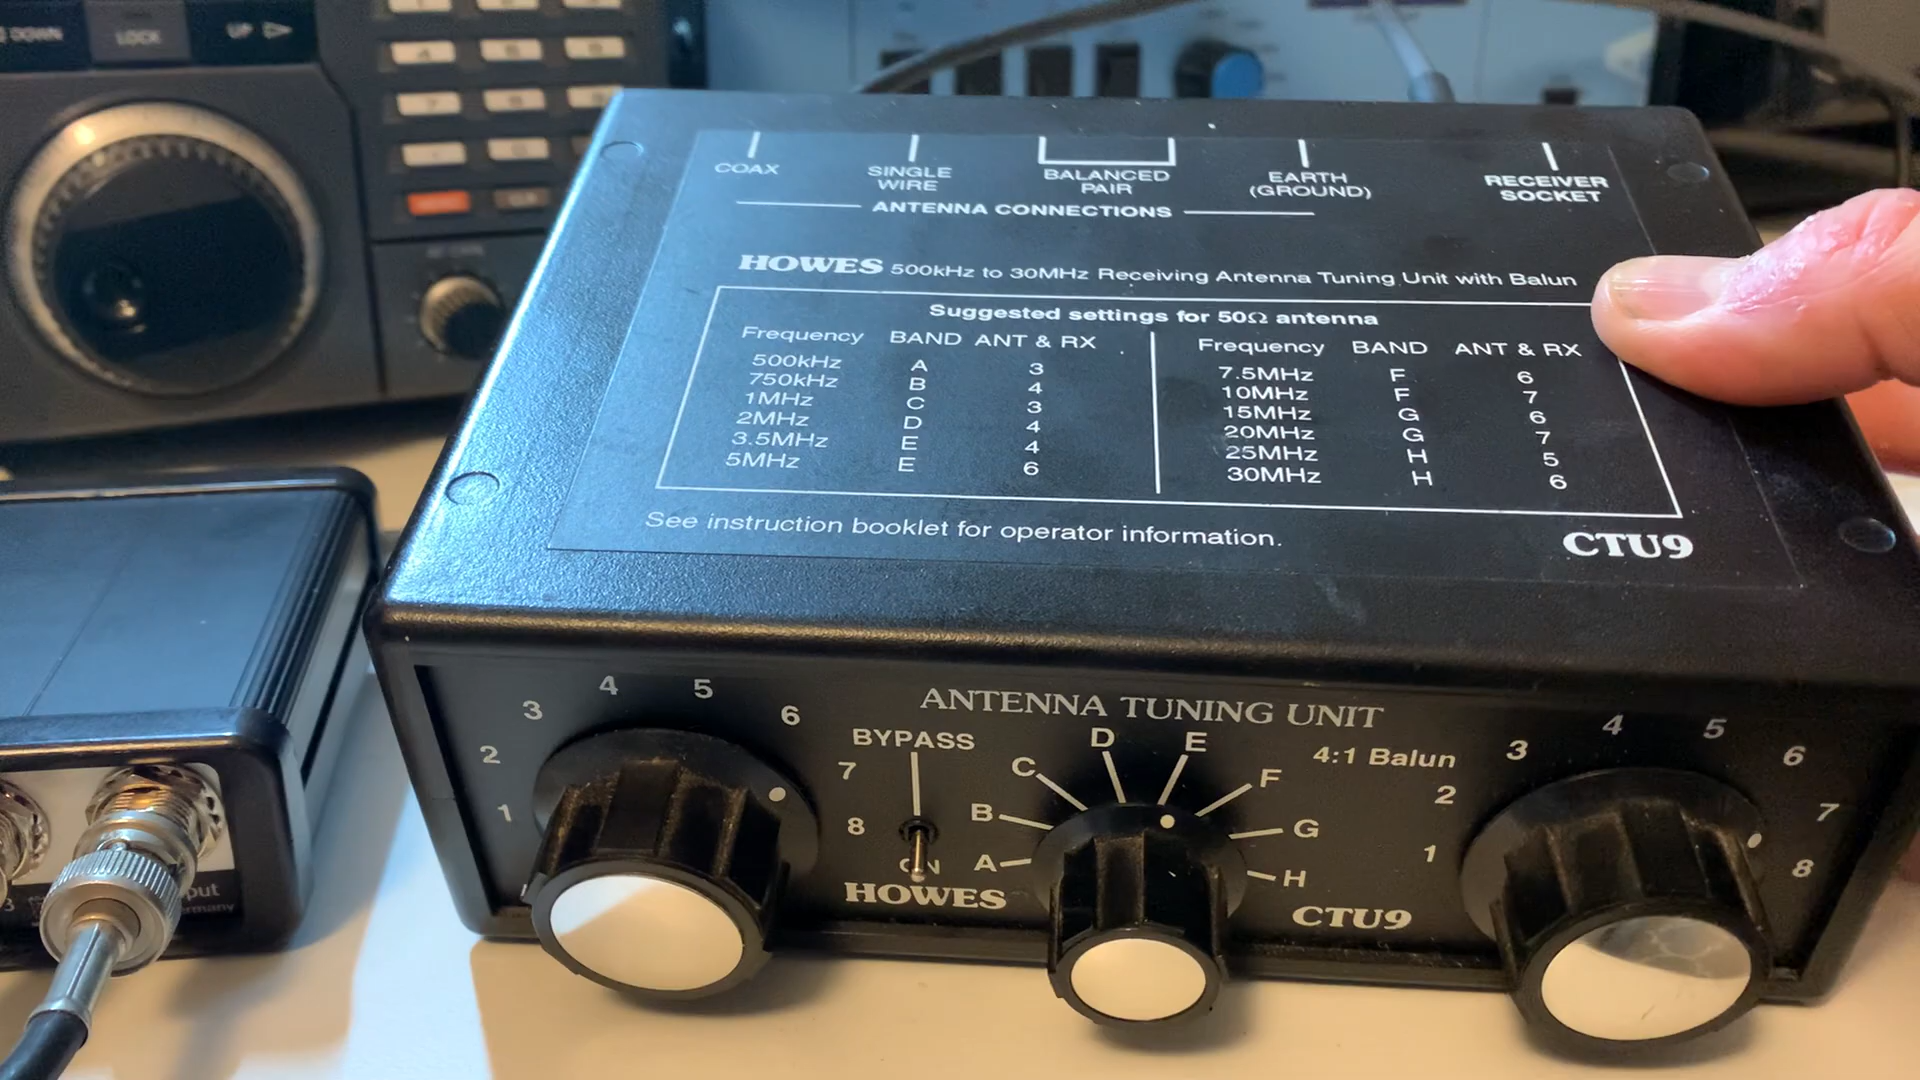 DOWN
LOCK
UP
COAX
SINGLE WIRE
BALANCED PAIR
EARTH (GROUND)
RECEIVER SOCKET
ANTENNA CONNECTIONS
HOWES 500kHz to 30MHz Receiving Antenna Tuning Unit with Balun
Suggested settings for 50Ω antenna
Frequency BAND ANT & RX
500kHz A 3
750kHz B 4
1MHz C 3
2MHz D 4
3.5MHz E 4
5MHz E 6
Frequency BAND ANT & RX
7.5MHz F 6
10MHz F 7
15MHz G 6
20MHz G 7
25MHz H 5
30MHz H 6
See instruction booklet for operator information.
CTU9
ANTENNA TUNING UNIT
1 2 3 4 5 6 7 8
BYPASS
ON
HOWES
A B C D E F G H
4:1 Balun
CTU9
1 2 3 4 5 6 7 8